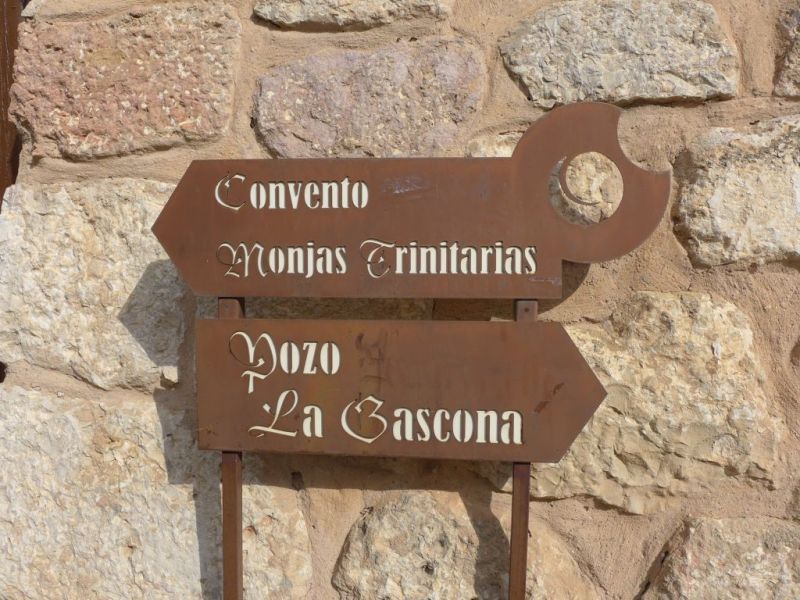 Convento
Monjas Trinitarias
Pozo
La Gascona